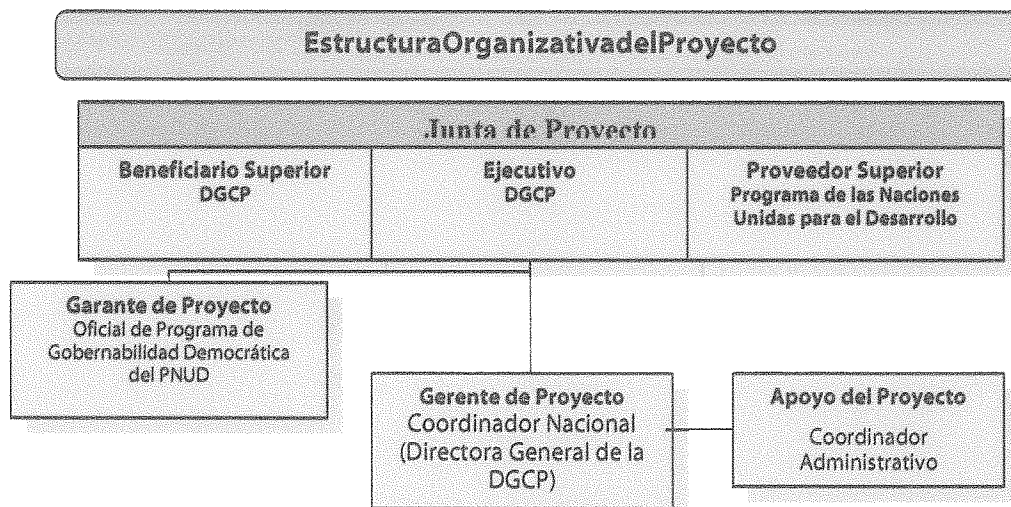 EstructuraOrganizativadelProyecto
Junta de Proyecto
Beneficiario Superior
DGCP
Ejecutivo
DGCP
Proveedor Superior
Programa de las Naciones
Unidas para el Desarrollo
Garante de Proyecto
Oficial de Programa de
Gobernabilidad Democrática
del PNUD
Gerente de Proyecto
Coordinador Nacional
(Directora General de la
DGCP)
Apoyo del Proyecto
Coordinador
Administrativo